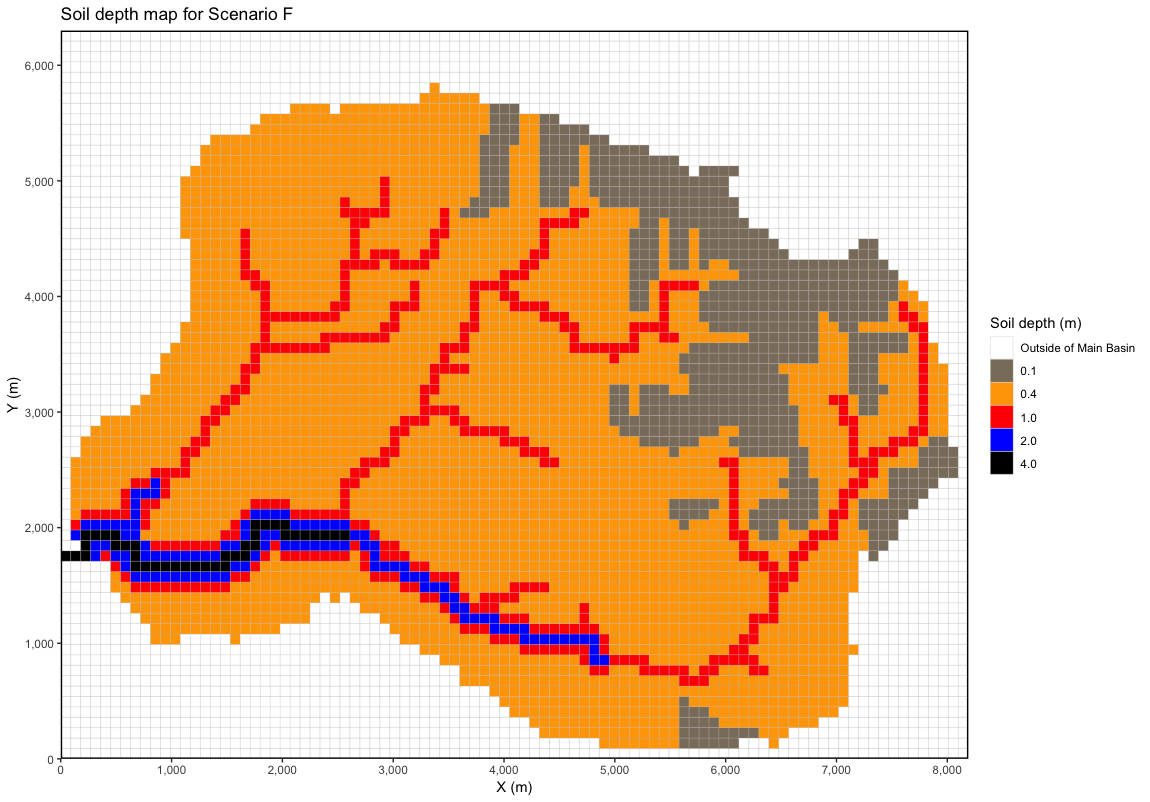 Soil depth map for Scenario F
6,000
5,000
4,000
3,000
2,000
1,000
0
Y (m)
0 1,000 2,000 3,000 4,000 5,000 6,000 7,000 8,000
X (m)
Soil depth (m)
Outside of Main Basin
0.1
0.4
1.0
2.0
4.0